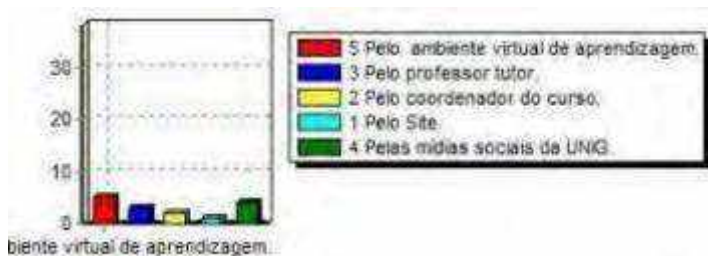 30
20
10
0
biente virtual de aprendizagem.
5 Pelo ambiente virtual de aprendizagem.
3 Pelo professor tutor.
2 Pelo coordenador do curso.
1 Pelo Site
4 Pelas midias sociais da UNIG.